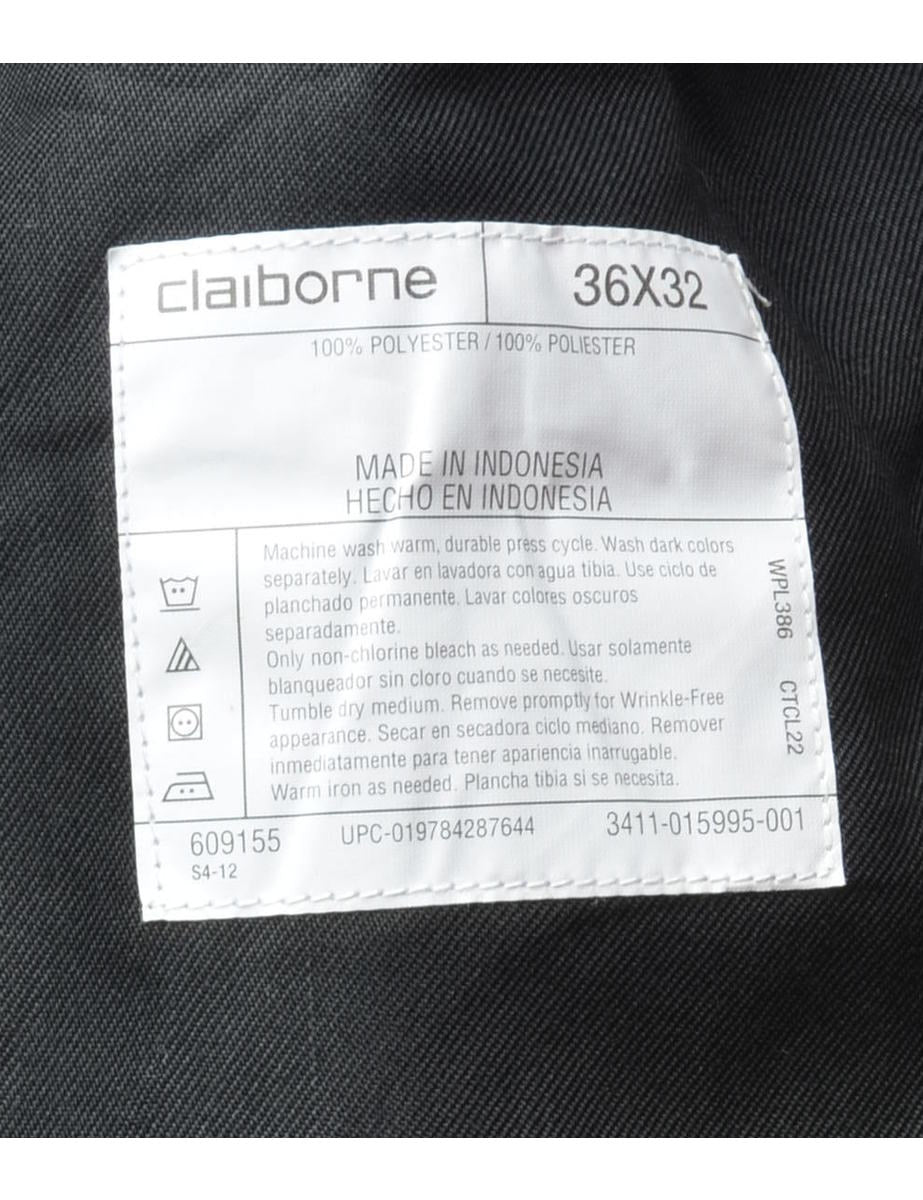 claiborne
36X32
100% POLYESTER / 100% POLIESTER
MADE IN INDONESIA
HECHO EN INDONESIA
Machine wash warm, durable press cycle. Wash dark colors
separately. Lavar en lavadora con agua tibia. Use ciclo de
planchado permanente. Lavar colores oscuros
separadamente.
Only non-chlorine bleach as needed. Usar solamente
blanqueador sin cloro cuando se necesite.
Tumble dry medium. Remove promptly for Wrinkle-Free
appearance. Secar en secadora ciclo mediano. Remover
inmediatamente para tener apariencia inarrugable.
Warm iron as needed. Plancha tibia si se necesita.
WPL386 CTCL22
609155
UPC-019784287644
3411-015995-001
S4-12